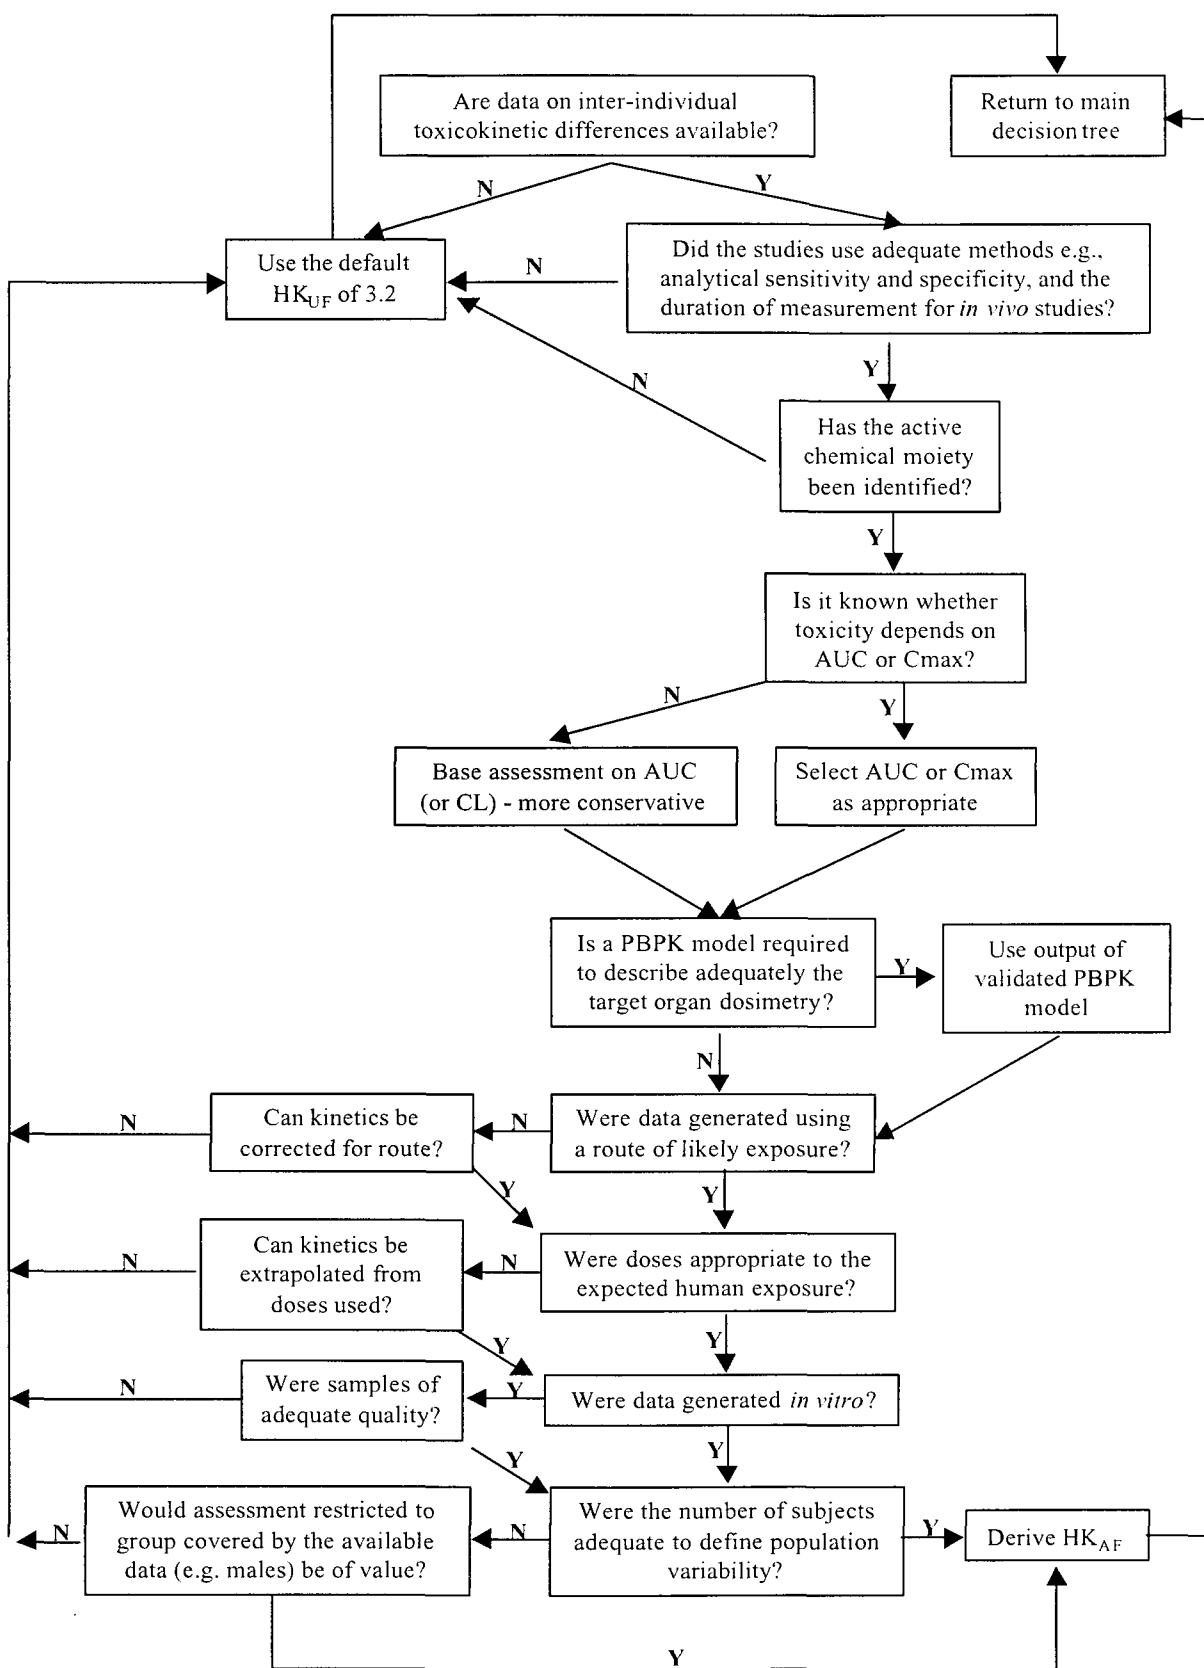 Are data on inter-individual
toxicokinetic differences available?
Return to main
decision tree
N
Y
Use the default
HK_UF of 3.2
N
Did the studies use adequate methods e.g.,
analytical sensitivity and specificity, and the
duration of measurement for in vivo studies?
Y
N
Has the active
chemical moiety
been identified?
Y
Is it known whether
toxicity depends on
AUC or Cmax?
N
Y
Base assessment on AUC
(or CL) - more conservative
Select AUC or Cmax
as appropriate
Is a PBPK model required
to describe adequately the
target organ dosimetry?
Y
Use output of
validated PBPK
model
N
N
Can kinetics be
corrected for route?
N
Were data generated using
a route of likely exposure?
Y
Y
N
Can kinetics be
extrapolated from
doses used?
N
Were doses appropriate to the
expected human exposure?
Y
Y
N
Were samples of
adequate quality?
Y
Were data generated in vitro?
Y
Y
N
Would assessment restricted to
group covered by the available
data (e.g. males) be of value?
N
Were the number of subjects
adequate to define population
variability?
Y
Derive HK_AF
Y